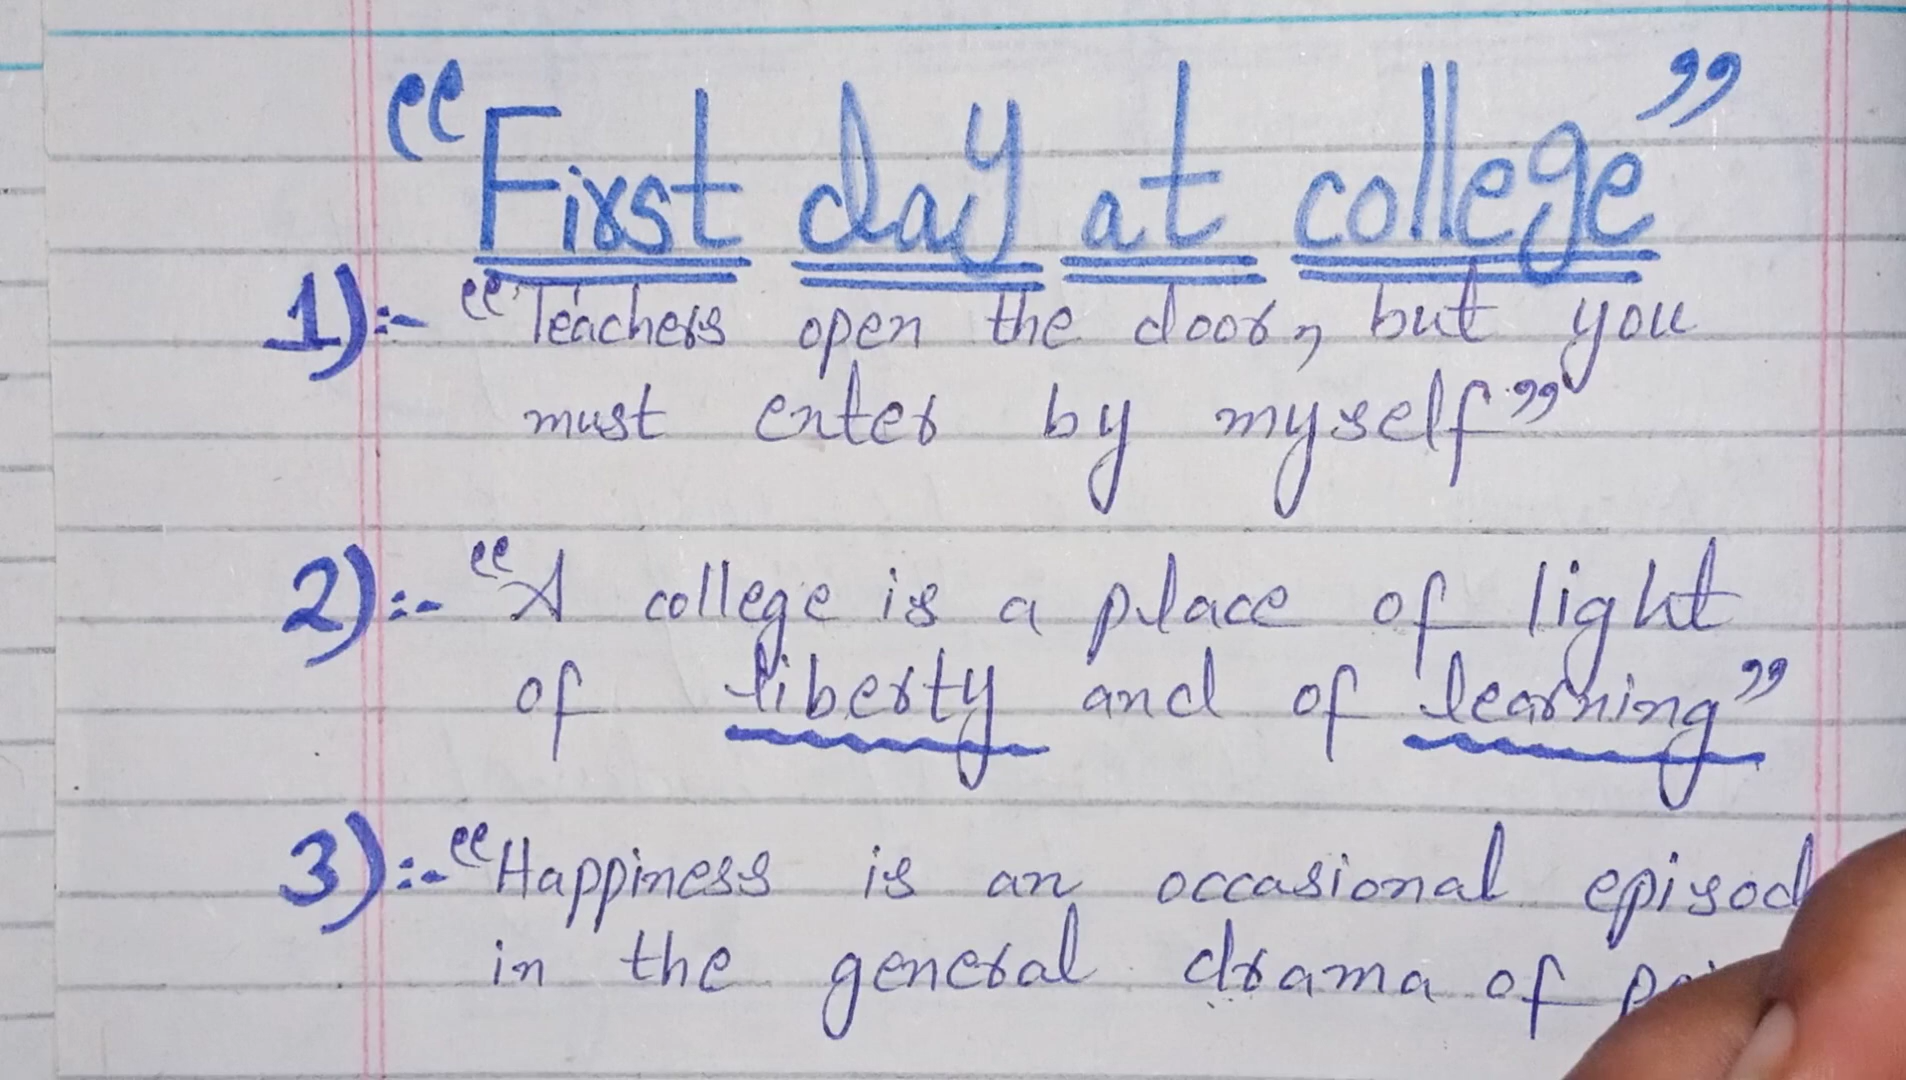 “First day at college”
1):- “Teachers open the door, but you
must enter by myself”
2):- “A college is a place of light
of liberty and of learning”
3):- “Happiness is an occasional
in the general drama of